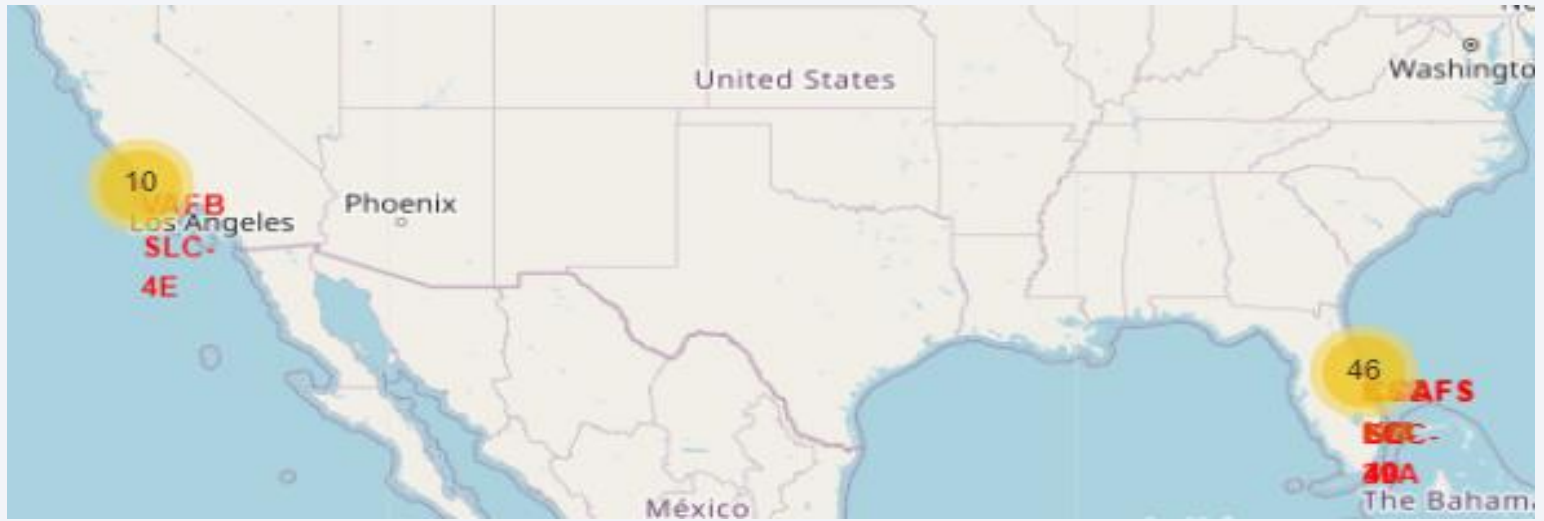 United States
Washingto
10
VAFB
Los Angeles
Phoenix
SLC-
4E
46
AFS
The Baham
México